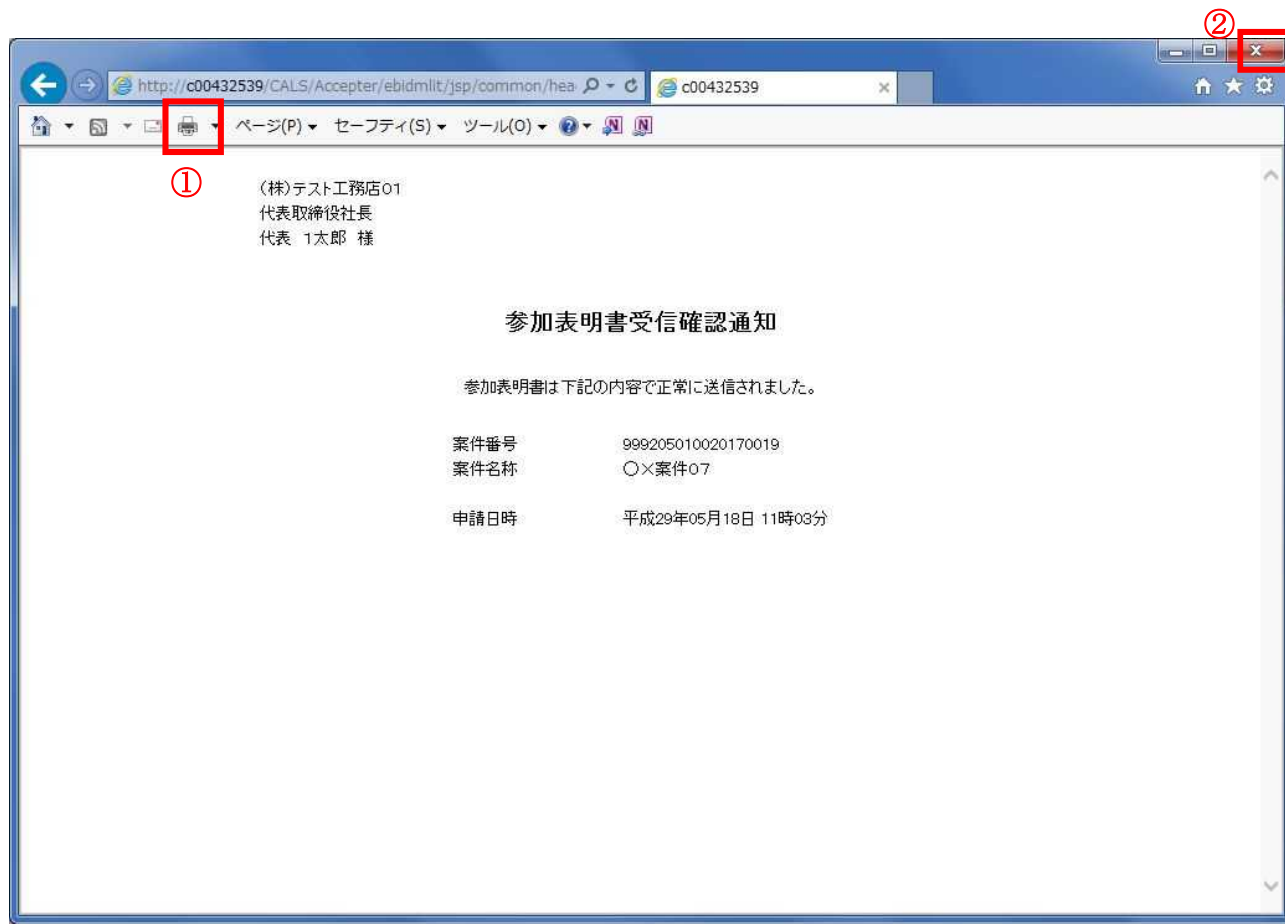 ②
http://c00432539/CALS/Accepter/ebidmlit/jsp/common/hea
c00432539
ページ(P) セーフティ(S) ツール(O)
①
(株)テスト工務店01
代表取締役社長
代表 1太郎 様
参加表明書受信確認通知
参加表明書は下記の内容で正常に送信されました。
案件番号 999205010020170019
案件名称 ○×案件07
申請日時 平成29年05月18日 11時03分